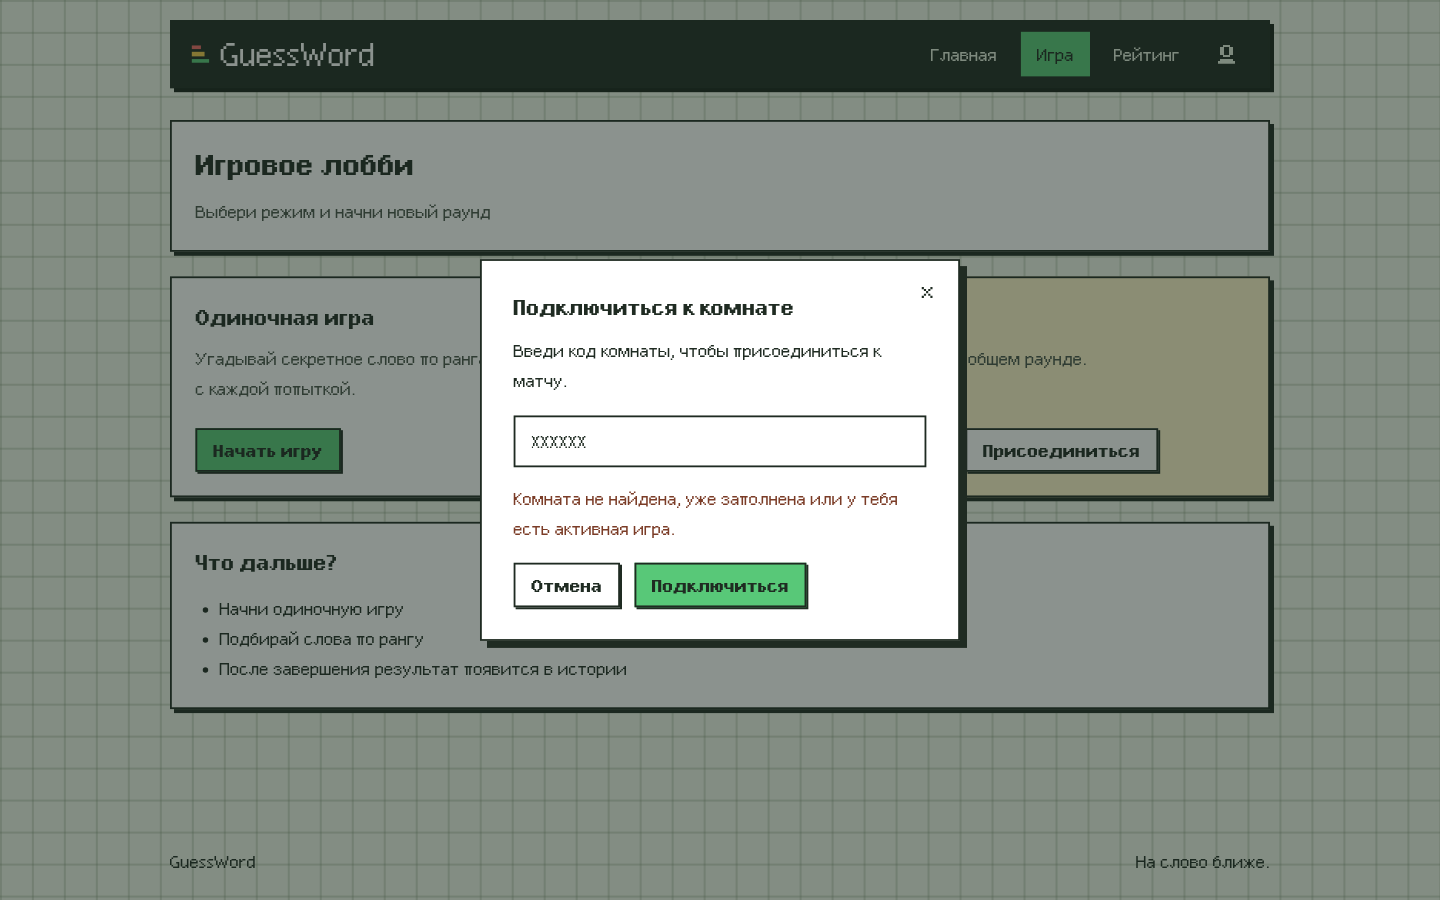 GuessWord
Главная
Игра
Рейтинг
Игровое лобби
Выбери режим и начни новый раунд
Одиночная игра
Угадывай секретное слово по ранг
с каждой попыткой.
Начать игру
общем раунде.
Присоединиться
Подключиться к комнате
×
Введи код комнаты, чтобы присоединиться к
матчу.
XXXXXX
Комната не найдена, уже заполнена или у тебя
есть активная игра.
Отмена
Подключиться
Что дальше?
• Начни одиночную игру
• Подбирай слова по рангу
• После завершения результат появится в истории
GuessWord
На слово ближе.